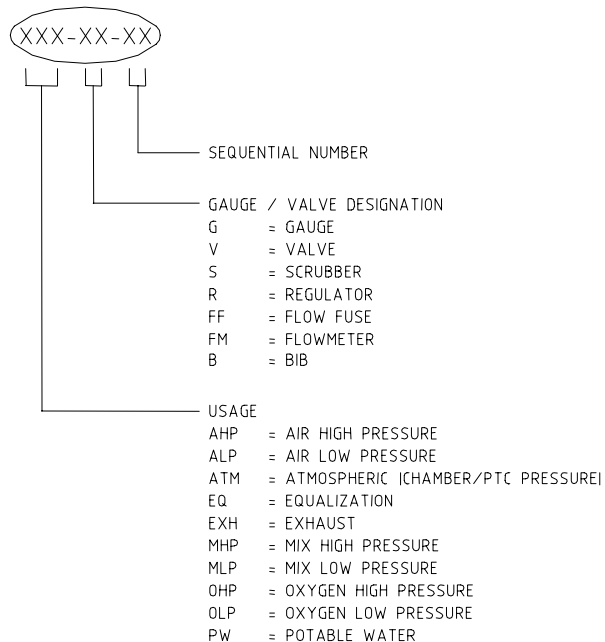 XXX-XX-XX
SEQUENTIAL NUMBER
GAUGE / VALVE DESIGNATION
G = GAUGE
V = VALVE
S = SCRUBBER
R = REGULATOR
FF = FLOW FUSE
FM = FLOWMETER
B = BIB
USAGE
AHP = AIR HIGH PRESSURE
ALP = AIR LOW PRESSURE
ATM = ATMOSPHERIC |CHAMBER/PTC PRESSURE|
EQ = EQUALIZATION
EXH = EXHAUST
MHP = MIX HIGH PRESSURE
MLP = MIX LOW PRESSURE
OHP = OXYGEN HIGH PRESSURE
OLP = OXYGEN LOW PRESSURE
PW = POTABLE WATER